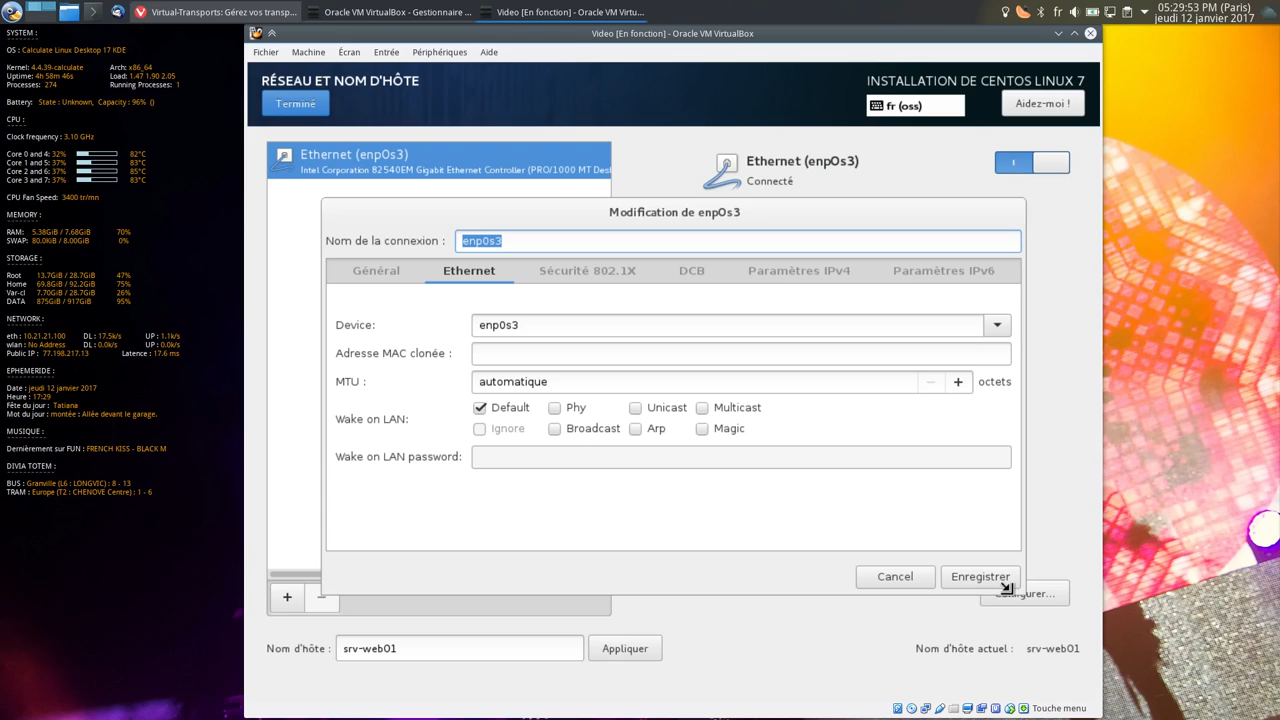 Virtual-Transports: Gérez vos transp...
Oracle VM VirtualBox - Gestionnaire ...
Video [En fonction] - Oracle VM Virtu...
fr
05:29:53 PM (Paris)
jeudi 12 janvier 2017
SYSTEM :
OS : Calculate Linux Desktop 17 KDE
Kernel: 4.4.39-calculate Arch: x86_64
Uptime: 4h 58m 46s Load: 1.47 1.90 2.05
Processes: 274 Running Processes: 1
Battery: State : Unknown, Capacity : 96% ()
CPU :
Clock frequency : 3.10 GHz
Core 0 and 4: 32% 82°C
Core 1 and 5: 37% 83°C
Core 2 and 6: 37% 85°C
Core 3 and 7: 37% 83°C
CPU Fan Speed: 3400 tr/mn
MEMORY :
RAM: 5.38GiB / 7.68GiB 70%
SWAP: 80.0KiB / 8.00GiB 0%
STORAGE :
Root 13.7GiB / 28.7GiB 47%
Home 69.8GiB / 92.2GiB 75%
Var-cl 7.70GiB / 28.7GiB 26%
DATA 875GiB / 917GiB 95%
NETWORK :
eth : 10.21.21.100 DL : 17.5k/s UP : 1.1k/s
wlan : No Address DL : 0.0k/s UP : 0.0k/s
Public IP : 77.198.217.13 Latence : 17.6 ms
EPHEMERIDE :
Date : jeudi 12 janvier 2017
Heure : 17:29
Fête du jour : Tatiana
Mot du jour : montée : Allée devant le garage.
MUSIQUE :
Dernièrement sur FUN : FRENCH KISS - BLACK M
DIVIA TOTEM :
BUS : Granville (L6 : LONGVIC) : 8 - 13
TRAM : Europe (T2 : CHENOVE Centre) : 1 - 6
Video [En fonction] - Oracle VM VirtualBox
Fichier Machine Écran Entrée Périphériques Aide
RÉSEAU ET NOM D'HÔTE
Terminé
INSTALLATION DE CENTOS LINUX 7
fr (oss)
Aidez-moi !
Ethernet (enp0s3)
Intel Corporation 82540EM Gigabit Ethernet Controller (PRO/1000 MT Des
Ethernet (enp0s3)
Connecté
Modification de enp0s3
Nom de la connexion : enp0s3
Général Ethernet Sécurité 802.1X DCB Paramètres IPv4 Paramètres IPv6
Device: enp0s3
Adresse MAC clonée :
MTU : automatique octets
Wake on LAN:
Default Phy Unicast Multicast
Ignore Broadcast Arp Magic
Wake on LAN password:
Cancel Enregistrer
Configurer...
Nom d'hôte : srv-web01 Appliquer
Nom d'hôte actuel : srv-web01
Touche menu